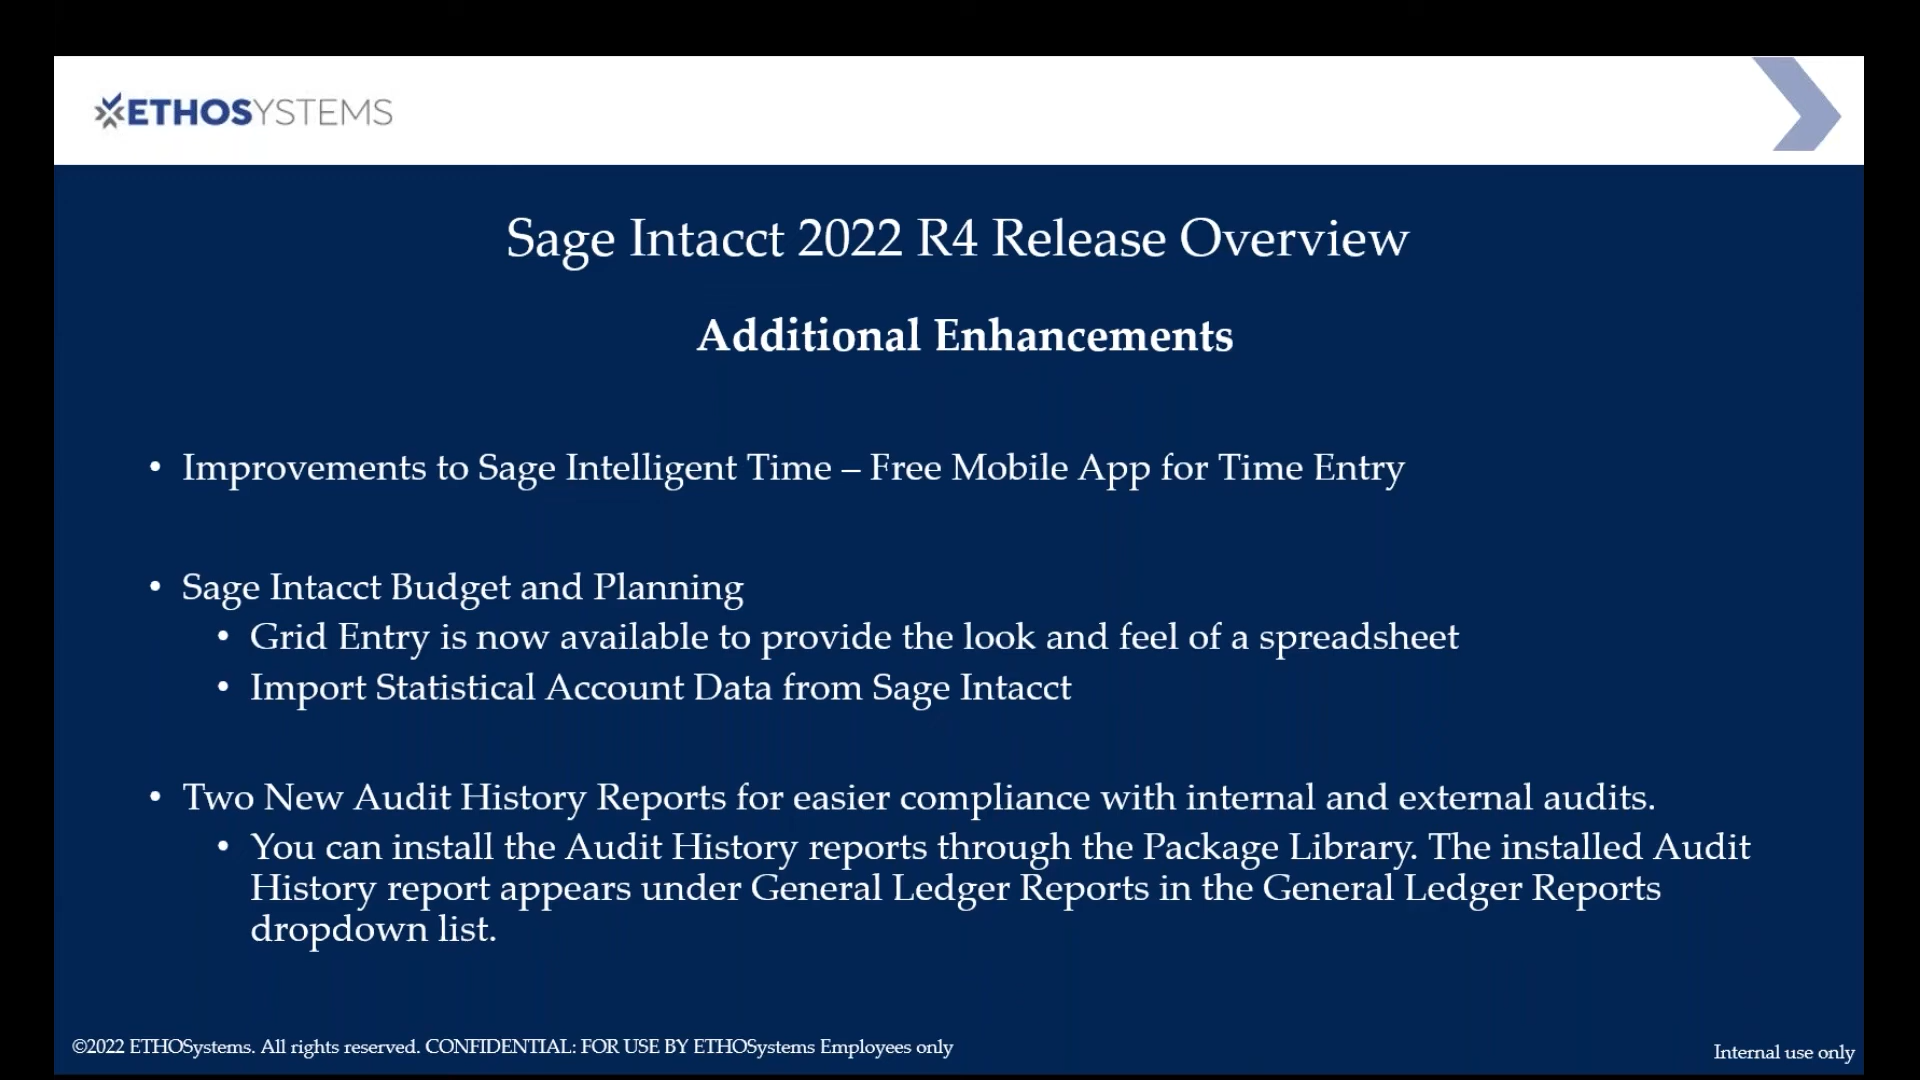 ETHOSYSTEMS
Sage Intacct 2022 R4 Release Overview
Additional Enhancements
• Improvements to Sage Intelligent Time – Free Mobile App for Time Entry
• Sage Intacct Budget and Planning
• Grid Entry is now available to provide the look and feel of a spreadsheet
• Import Statistical Account Data from Sage Intacct
• Two New Audit History Reports for easier compliance with internal and external audits.
• You can install the Audit History reports through the Package Library. The installed Audit
History report appears under General Ledger Reports in the General Ledger Reports
dropdown list.
©2022 ETHOSystems. All rights reserved. CONFIDENTIAL: FOR USE BY ETHOSystems Employees only
Internal use only